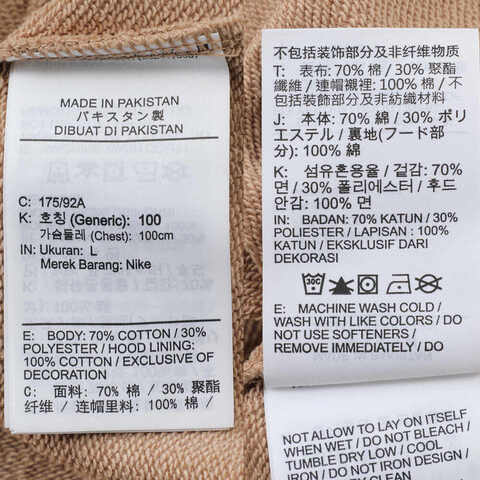 MADE IN PAKISTAN
パキスタン製
DIBUAT DI PAKISTAN
C: 175/92A
K: 호칭 (Generic): 100
가슴둘레 (Chest): 100cm
IN: Ukuran: L
Merek Barang: Nike
E: BODY: 70% COTTON / 30%
POLYESTER / HOOD LINING:
100% COTTON / EXCLUSIVE OF
DECORATION
C: 面料: 70% 棉 / 30% 聚酯
纤维 / 连帽里料: 100% 棉 /
不包括装饰部分及非纤维物质
T: 表布: 70% 棉 / 30% 聚酯
纖維 / 連帽襯裡: 100% 棉 / 不
包括裝飾部分及非紡織材料
J: 本体: 70% 綿 / 30% ポリ
エステル / 裏地(フード部
分): 100% 綿
K: 섬유혼용율 / 겉감: 70%
면 / 30% 폴리에스터 / 후드
안감: 100% 면
IN: BADAN: 70% KATUN / 30%
POLIESTER / LAPISAN : 100%
KATUN / EKSKLUSIF DARI
DEKORASI
30C
E: MACHINE WASH COLD /
WASH WITH LIKE COLORS / DO
NOT USE SOFTENERS /
REMOVE IMMEDIATELY / DO
NOT ALLOW TO LAY ON ITSELF
WHEN WET / DO NOT BLEACH /
TUMBLE DRY LOW / COOL
IRON / DO NOT IRON DESIGN /